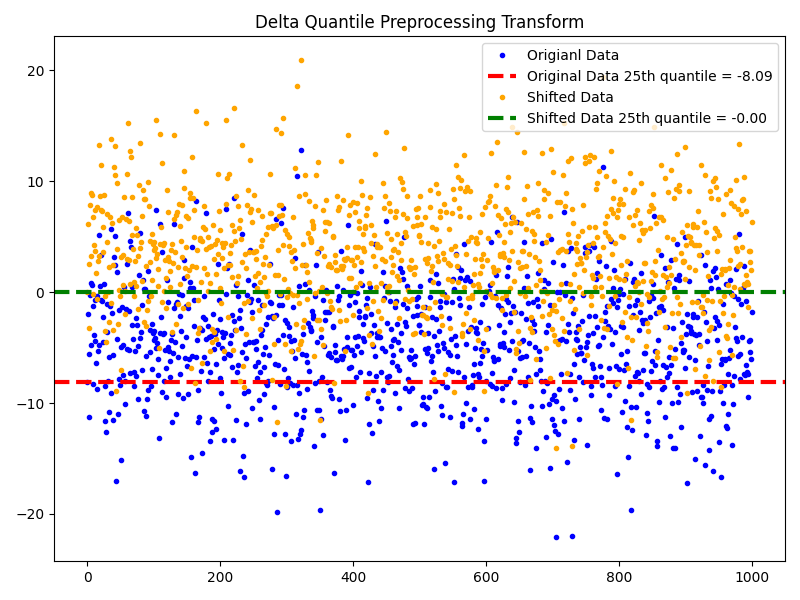 Delta Quantile Preprocessing Transform
Origianl Data
Original Data 25th quantile = -8.09
Shifted Data
Shifted Data 25th quantile = -0.00
20
10
0
−10
−20
0
200
400
600
800
1000